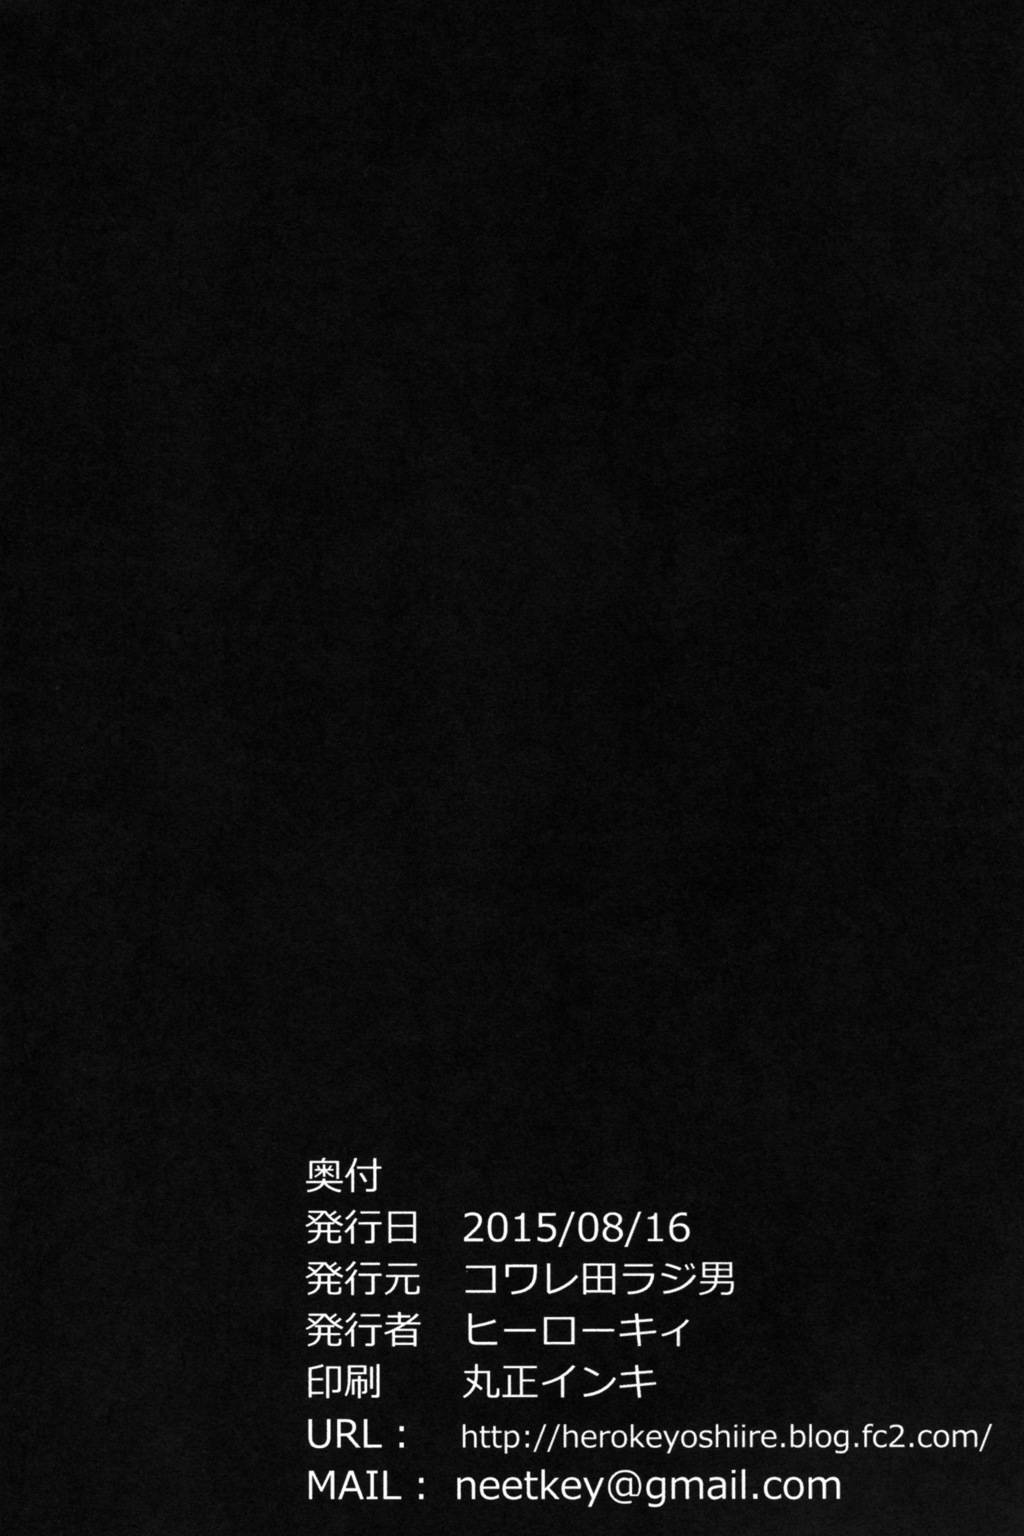 奥付
発行日　2015/08/16
発行元　コワレ田ラジ男
発行者　ヒーローキィ
印刷　　丸正インキ
URL：　http://herokeyoshiire.blog.fc2.com/
MAIL： neetkey@gmail.com